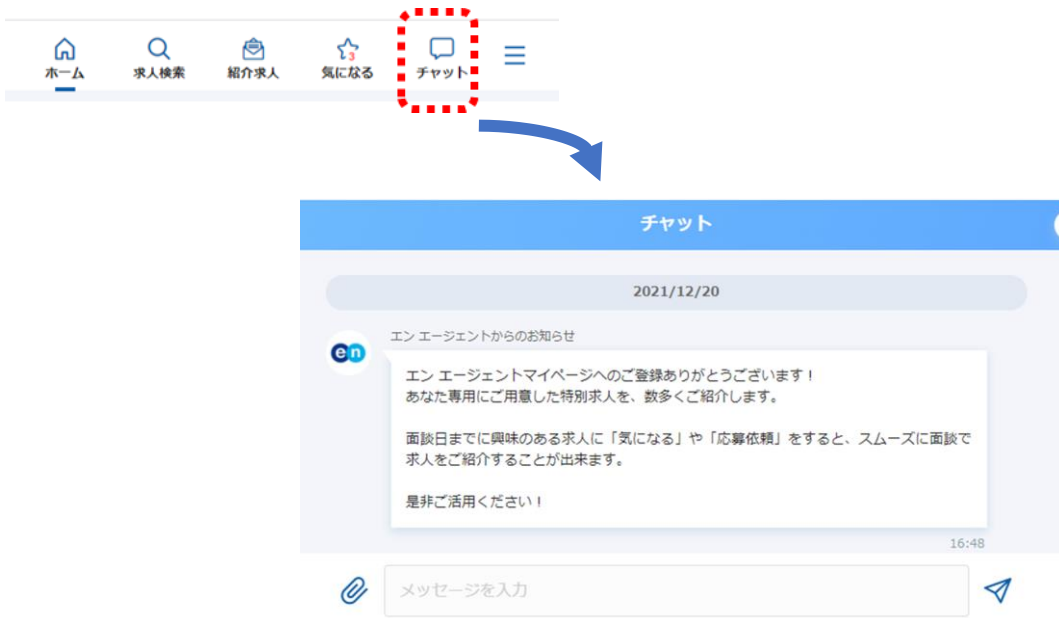 ホーム
求人検索
紹介求人
3
気になる
チャット
チャット
2021/12/20
en
エン エージェントからのお知らせ
エン エージェントマイページへのご登録ありがとうございます！
あなた専用にご用意した特別求人を、数多くご紹介します。
面談日までに興味のある求人に「気になる」や「応募依頼」をすると、スムーズに面談で
求人をご紹介することが出来ます。
是非ご活用ください！
16:48
メッセージを入力